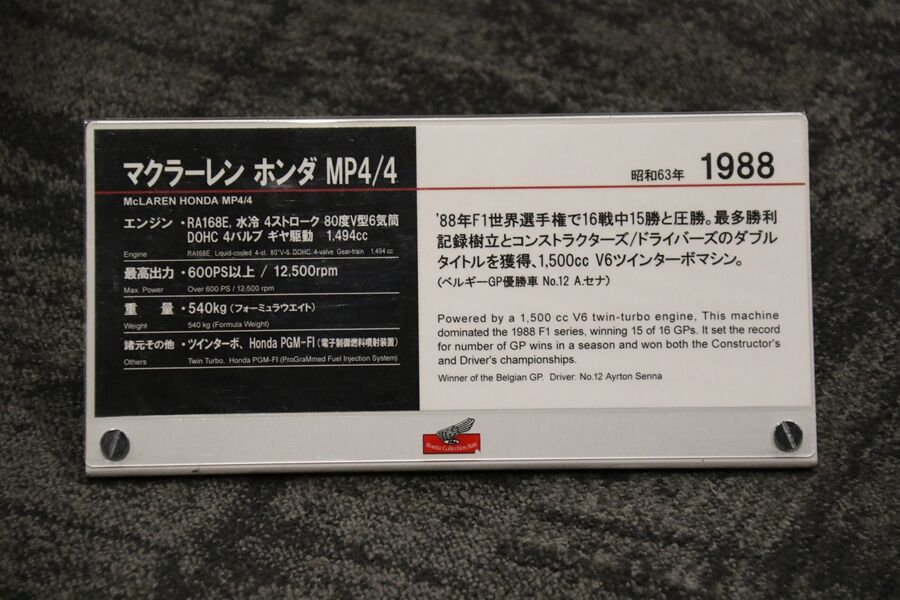 マクラーレン ホンダ MP4/4
McLAREN HONDA MP4/4
エンジン・RA168E, 水冷 4ストローク 80度V型6気筒
DOHC 4バルブ ギヤ駆動 1,494cc
Engine RA168E, Liquid-cooled 4-st. 80°V-6. DOHC. 4-valve Gear-train 1,494 cc
最高出力・600PS以上 / 12,500rpm
Max. Power Over 600 PS / 12,500 rpm
重量・540kg (フォーミュラウエイト)
Weight 540 kg (Formula Weight)
諸元その他・ツインターボ、Honda PGM-FI (電子制御燃料噴射装置)
Others Twin Turbo, Honda PGM-FI (ProGraMmed Fuel Injection System)
昭和63年 1988
'88年F1世界選手権で16戦中15勝と圧勝。最多勝利
記録樹立とコンストラクターズ/ドライバーズのダブル
タイトルを獲得、1,500cc V6ツインターボマシン。
(ベルギーGP優勝車 No.12 A.セナ)
Powered by a 1,500 cc V6 twin-turbo engine, This machine
dominated the 1988 F1 series, winning 15 of 16 GPs. It set the record
for number of GP wins in a season and won both the Constructor's
and Driver's championships.
Winner of the Belgian GP. Driver: No.12 Ayrton Senna
Honda Collection Hall